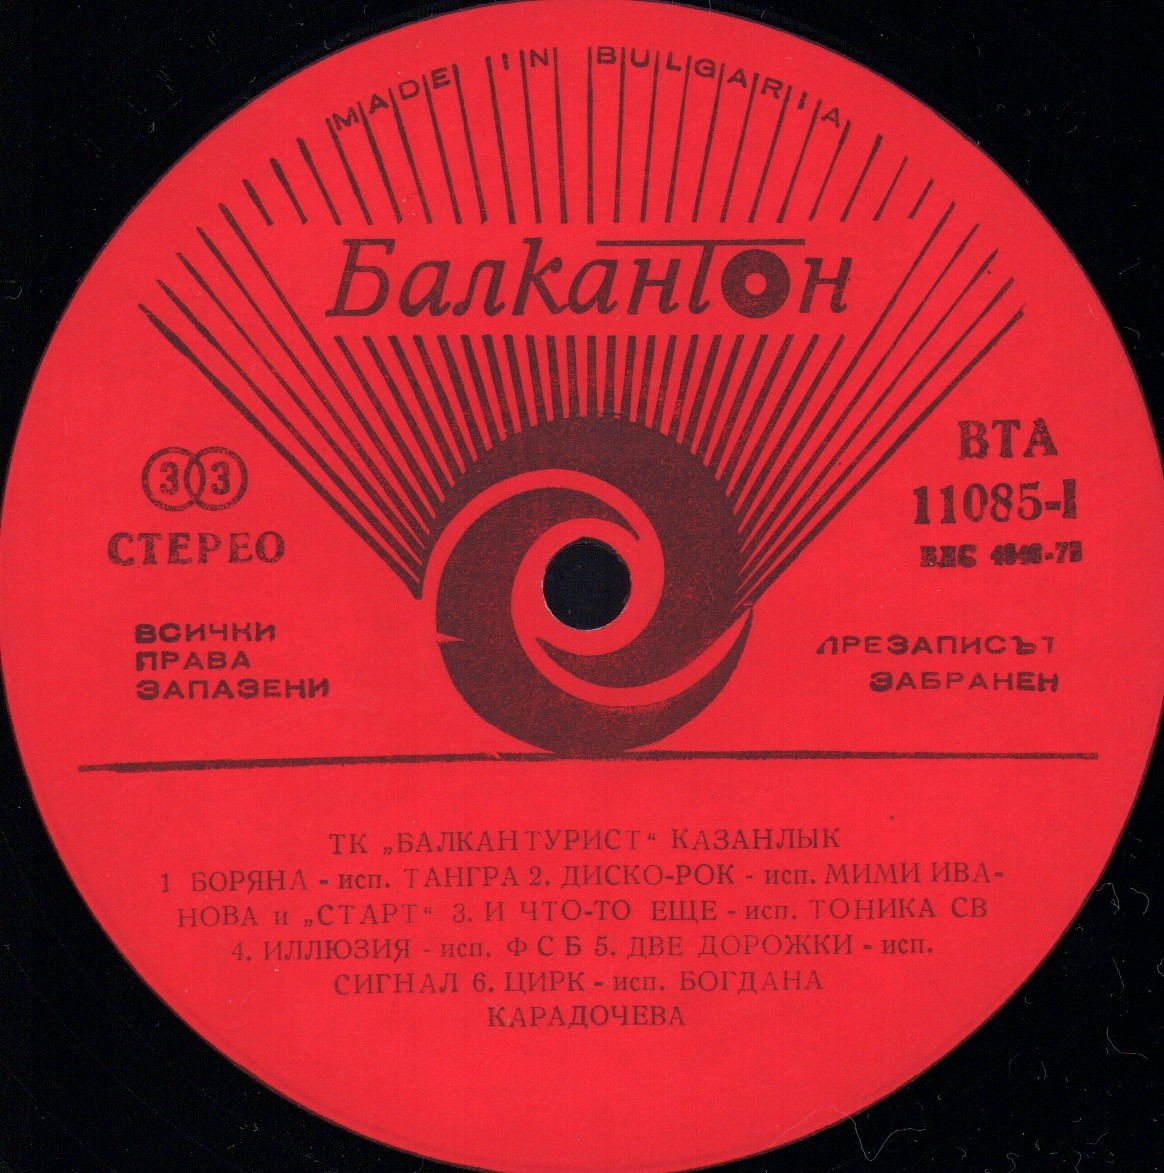 MADE IN BULGARIA
Балкантон
33
СТЕРЕО
ВТА
11085-I
ВСИЧКИ
ПРАВА
ЗАПАЗЕНИ
ПРЕЗАПИСЪТ
ЗАБРАНЕН
ТК „БАЛКАНТУРИСТ“ КАЗАНЛЫК
1 БОРЯНА - исп. ТАНГРА 2. ДИСКО-РОК - исп. МИМИ ИВА-
НОВА и „СТАРТ“ 3. И ЧТО-ТО ЕЩЕ - исп. ТОНИКА СВ
4. ИЛЛЮЗИЯ - исп. Ф С Б 5. ДВЕ ДОРОЖКИ - исп.
СИГНАЛ 6. ЦИРК - исп. БОГДАНА
КАРАДОЧЕВА